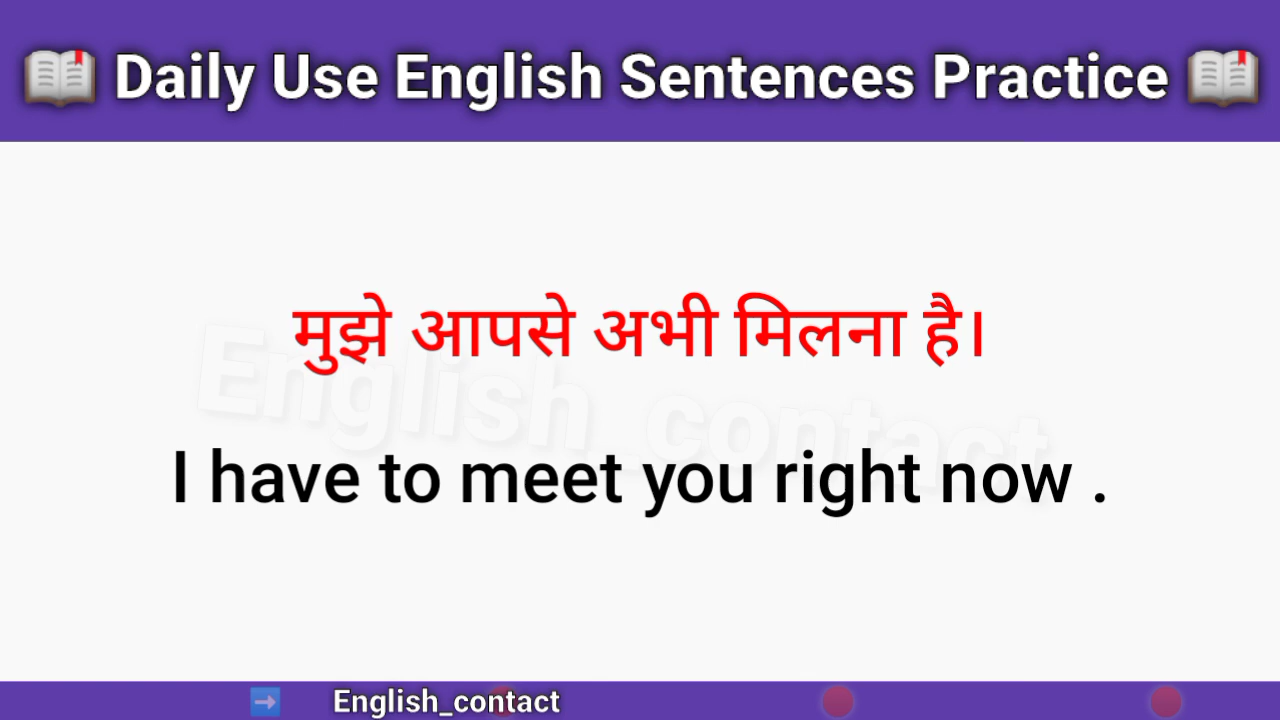 📖 Daily Use English Sentences Practice 📖
मुझे आपसे अभी मिलना है।
English_contact
I have to meet you right now .
➡️ English_contact